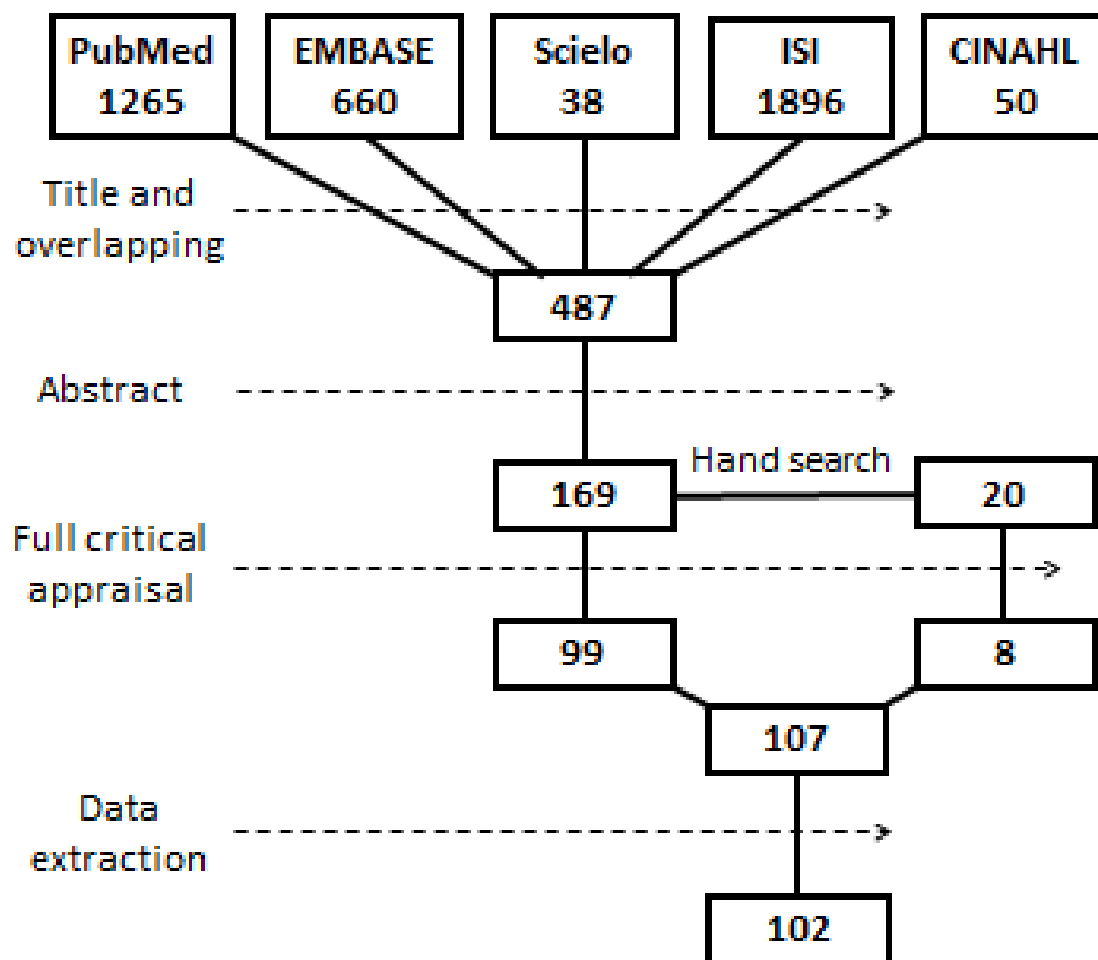 PubMed
1265
EMBASE
660
Scielo
38
ISI
1896
CINAHL
50
Title and
overlapping
487
Abstract
Hand search
169
20
Full critical
appraisal
99
8
107
Data
extraction
102